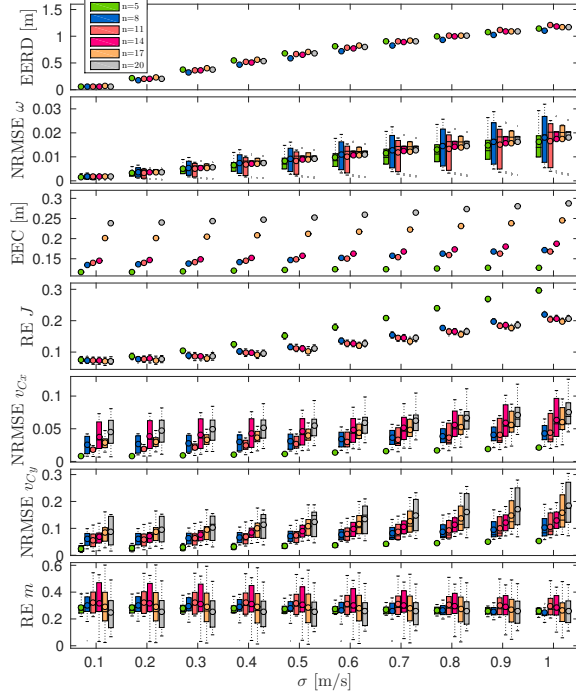 n=5
n=8
n=11
n=14
n=17
n=20
EERD [m]
1.5
1
0.5
0
NRMSE ω
0.03
0.02
0.01
0
EEC [m]
0.3
0.25
0.2
0.15
RE J
0.3
0.2
0.1
NRMSE v_Cx
0.1
0.05
0
NRMSE v_Cy
0.3
0.2
0.1
0
RE m
0.6
0.4
0.2
0
0.1 0.2 0.3 0.4 0.5 0.6 0.7 0.8 0.9 1
σ [m/s]